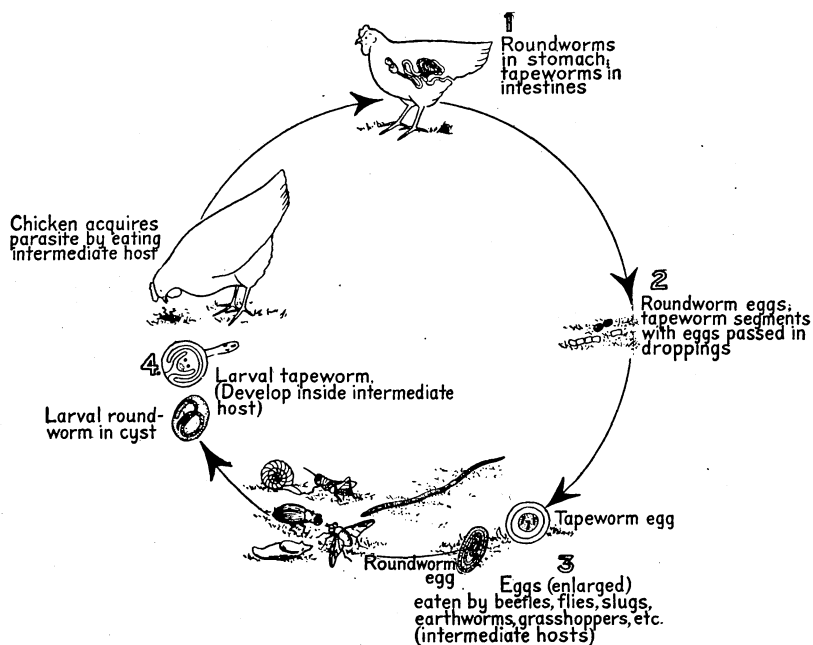 1
Roundworms
in stomach;
tapeworms in
intestines
Chicken acquires
parasite by eating
intermediate host
2
Roundworm eggs;
tapeworm segments
with eggs passed in
droppings
4.
Larval tapeworm.
(Develop inside intermediate
host)
Larval round-
worm in cyst
Tapeworm egg
Roundworm
egg
3
Eggs (enlarged)
eaten by beetles, flies, slugs,
earthworms, grasshoppers, etc.
(intermediate hosts)